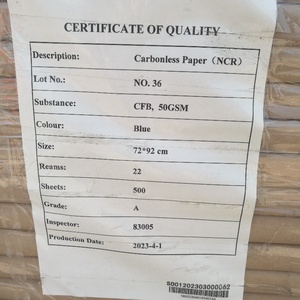 CERTIFICATE OF QUALITY
Description: Carbonless Paper（NCR）
Lot No.: NO. 36
Substance: CFB, 50GSM
Colour: Blue
Size: 72*92 cm
Reams: 22
Sheets: 500
Grade: A
Inspector: 83005
Production Date: 2023-4-1
S001202303000062